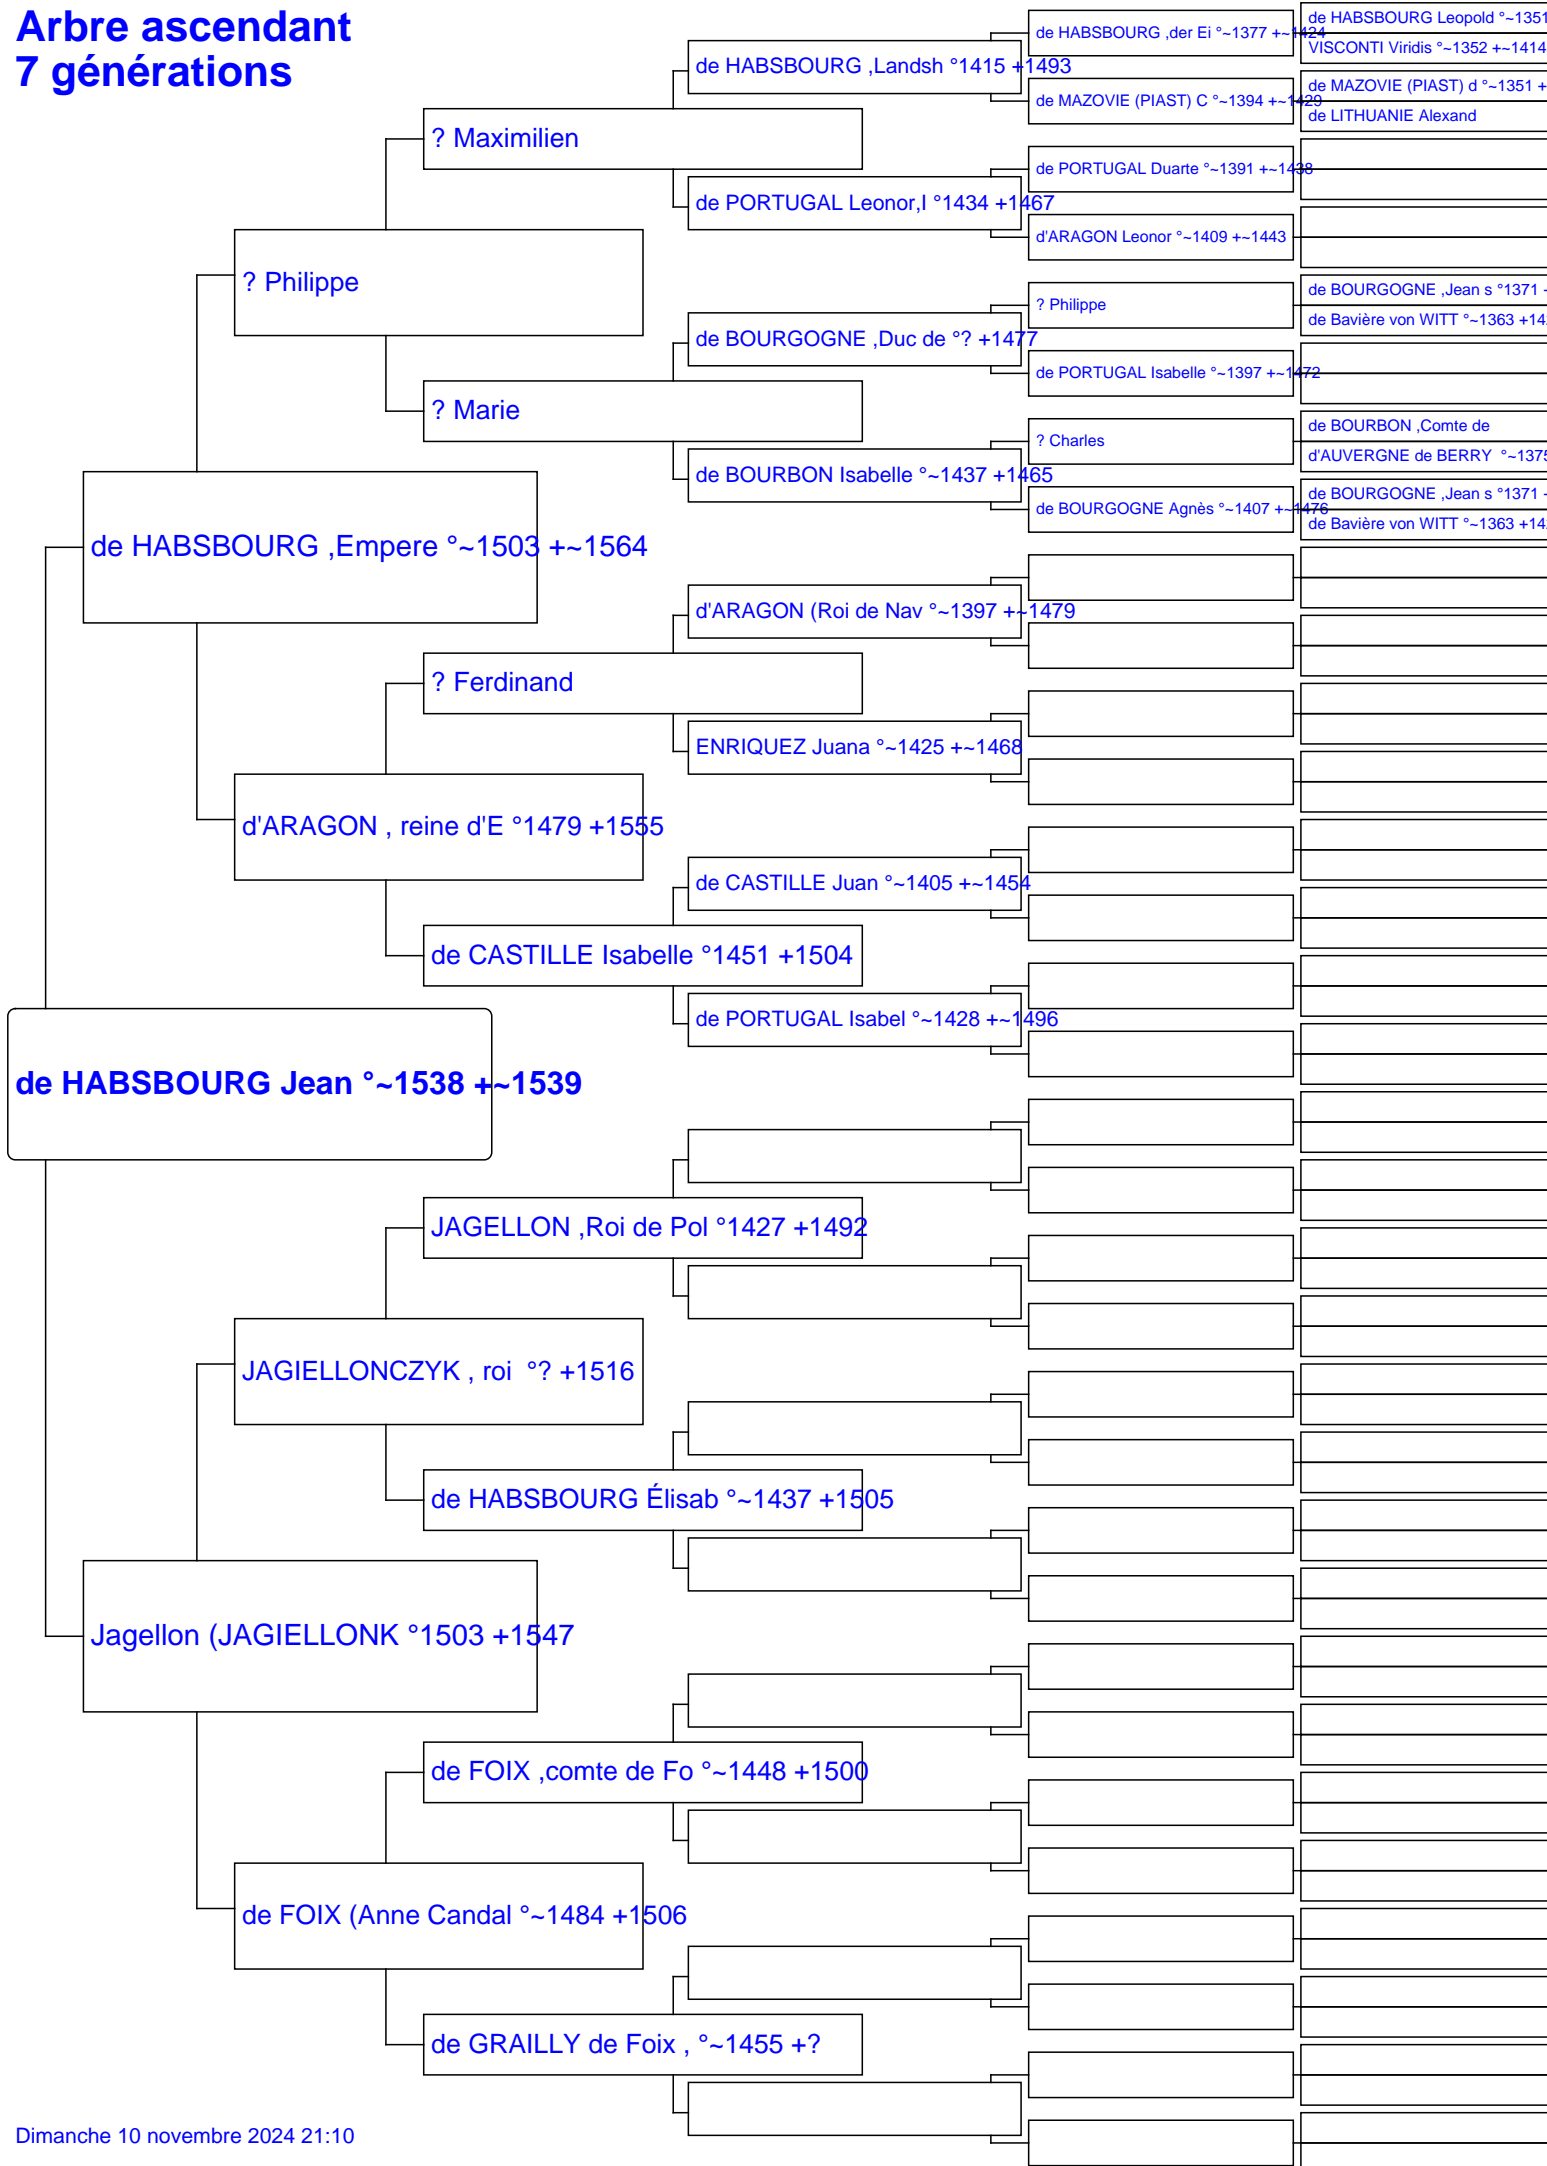 Arbre ascendant
7 générations
de HABSBOURG Leopold °~1351
de HABSBOURG ,der Ei °~1377 +~1424
VISCONTI Viridis °~1352 +~1414
de HABSBOURG ,Landsh °1415 +1493
de MAZOVIE (PIAST) d °~1351 +
de MAZOVIE (PIAST) C °~1394 +~1429
de LITHUANIE Alexand
? Maximilien
de PORTUGAL Duarte °~1391 +~1438
de PORTUGAL Leonor,I °1434 +1467
d'ARAGON Leonor °~1409 +~1443
? Philippe
de BOURGOGNE ,Jean s °1371
? Philippe
de Bavière von WITT °~1363 +14
de BOURGOGNE ,Duc de °? +1477
de PORTUGAL Isabelle °~1397 +~1472
? Marie
de BOURBON ,Comte de
? Charles
d'AUVERGNE de BERRY °~1375
de BOURBON Isabelle °~1437 +1465
de BOURGOGNE ,Jean s °1371
de BOURGOGNE Agnès °~1407 +~1476
de Bavière von WITT °~1363 +14
de HABSBOURG ,Empere °~1503 +~1564
d'ARAGON (Roi de Nav °~1397 +~1479
? Ferdinand
ENRIQUEZ Juana °~1425 +~1468
d'ARAGON , reine d'E °1479 +1555
de CASTILLE Juan °~1405 +~1454
de CASTILLE Isabelle °1451 +1504
de PORTUGAL Isabel °~1428 +~1496
de HABSBOURG Jean °~1538 +~1539
JAGELLON ,Roi de Pol °1427 +1492
JAGIELLONCZYK , roi °? +1516
de HABSBOURG Élisab °~1437 +1505
Jagellon (JAGIELLONK °1503 +1547
de FOIX ,comte de Fo °~1448 +1500
de FOIX (Anne Candal °~1484 +1506
de GRAILLY de Foix , °~1455 +?
Dimanche 10 novembre 2024 21:10